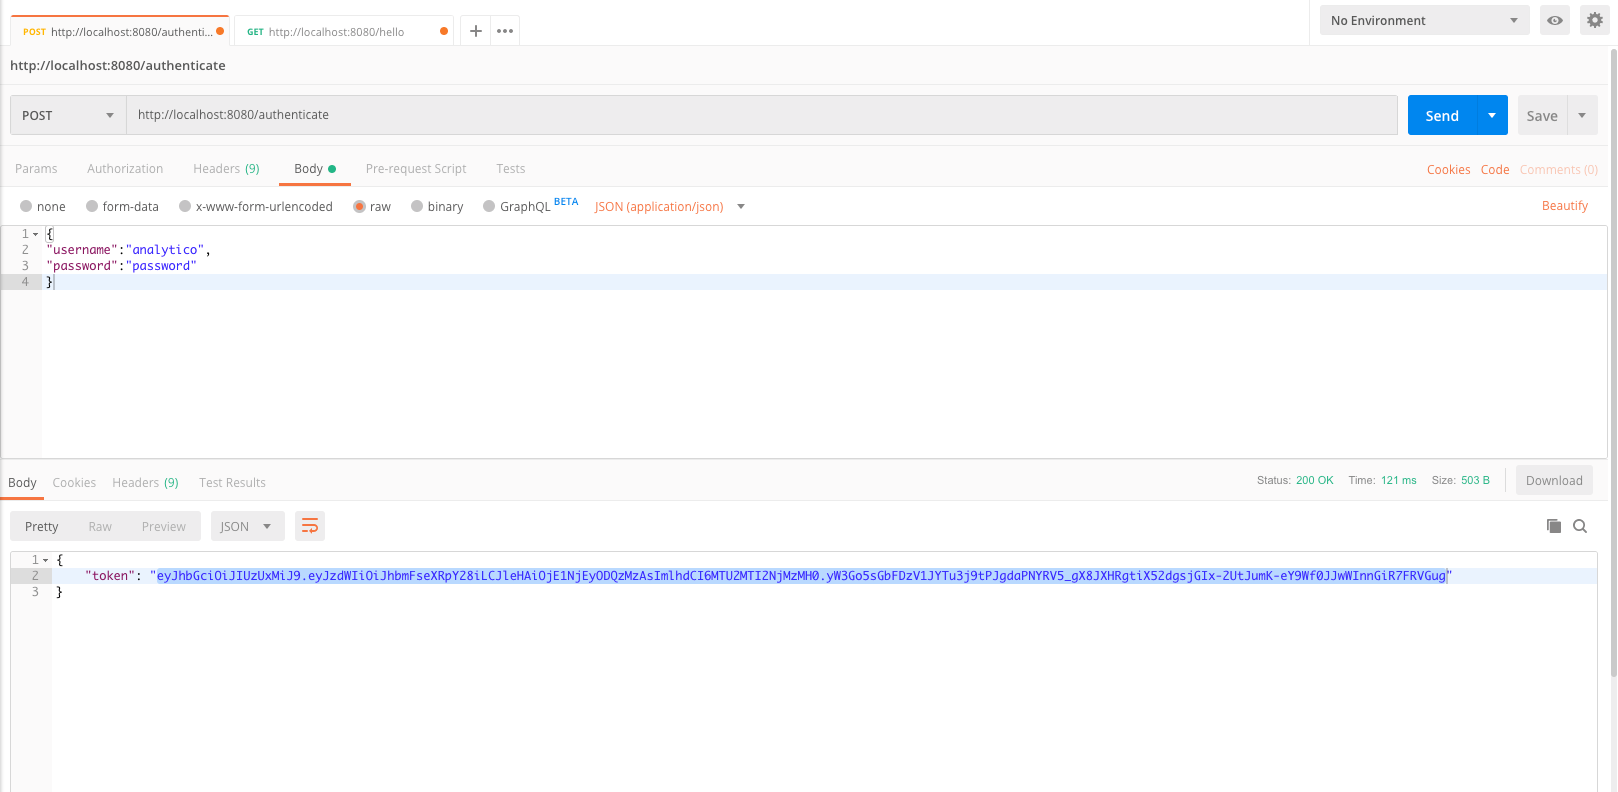 POST http://localhost:8080/authenti...
GET http://localhost:8080/hello
No Environment
http://localhost:8080/authenticate
POST http://localhost:8080/authenticate Send Save
Params Authorization Headers (9) Body Pre-request Script Tests Cookies Code Comments (0)
none form-data x-www-form-urlencoded raw binary GraphQL BETA JSON (application/json) Beautify
1 {
2 "username":"analytico",
3 "password":"password"
4 }
Body Cookies Headers (9) Test Results Status: 200 OK Time: 121 ms Size: 503 B Download
Pretty Raw Preview JSON
1 {
2 "token": "eyJhbGciOiJIUzUxMiJ9.eyJzdWIiOiJhbmFseXRpY28iLCJleHAiOjE1NjEyODQzMzAsImlhdCI6MTU2MTI2NjMzMH0.yW3Go5sGbFDzV1JYTu3j9tPJgdaPNYRV5_gX8JXHRgtiX52dgsjGIx-2UtJumK-eY9Wf0JJwWInnGiR7FRVGug"
3 }